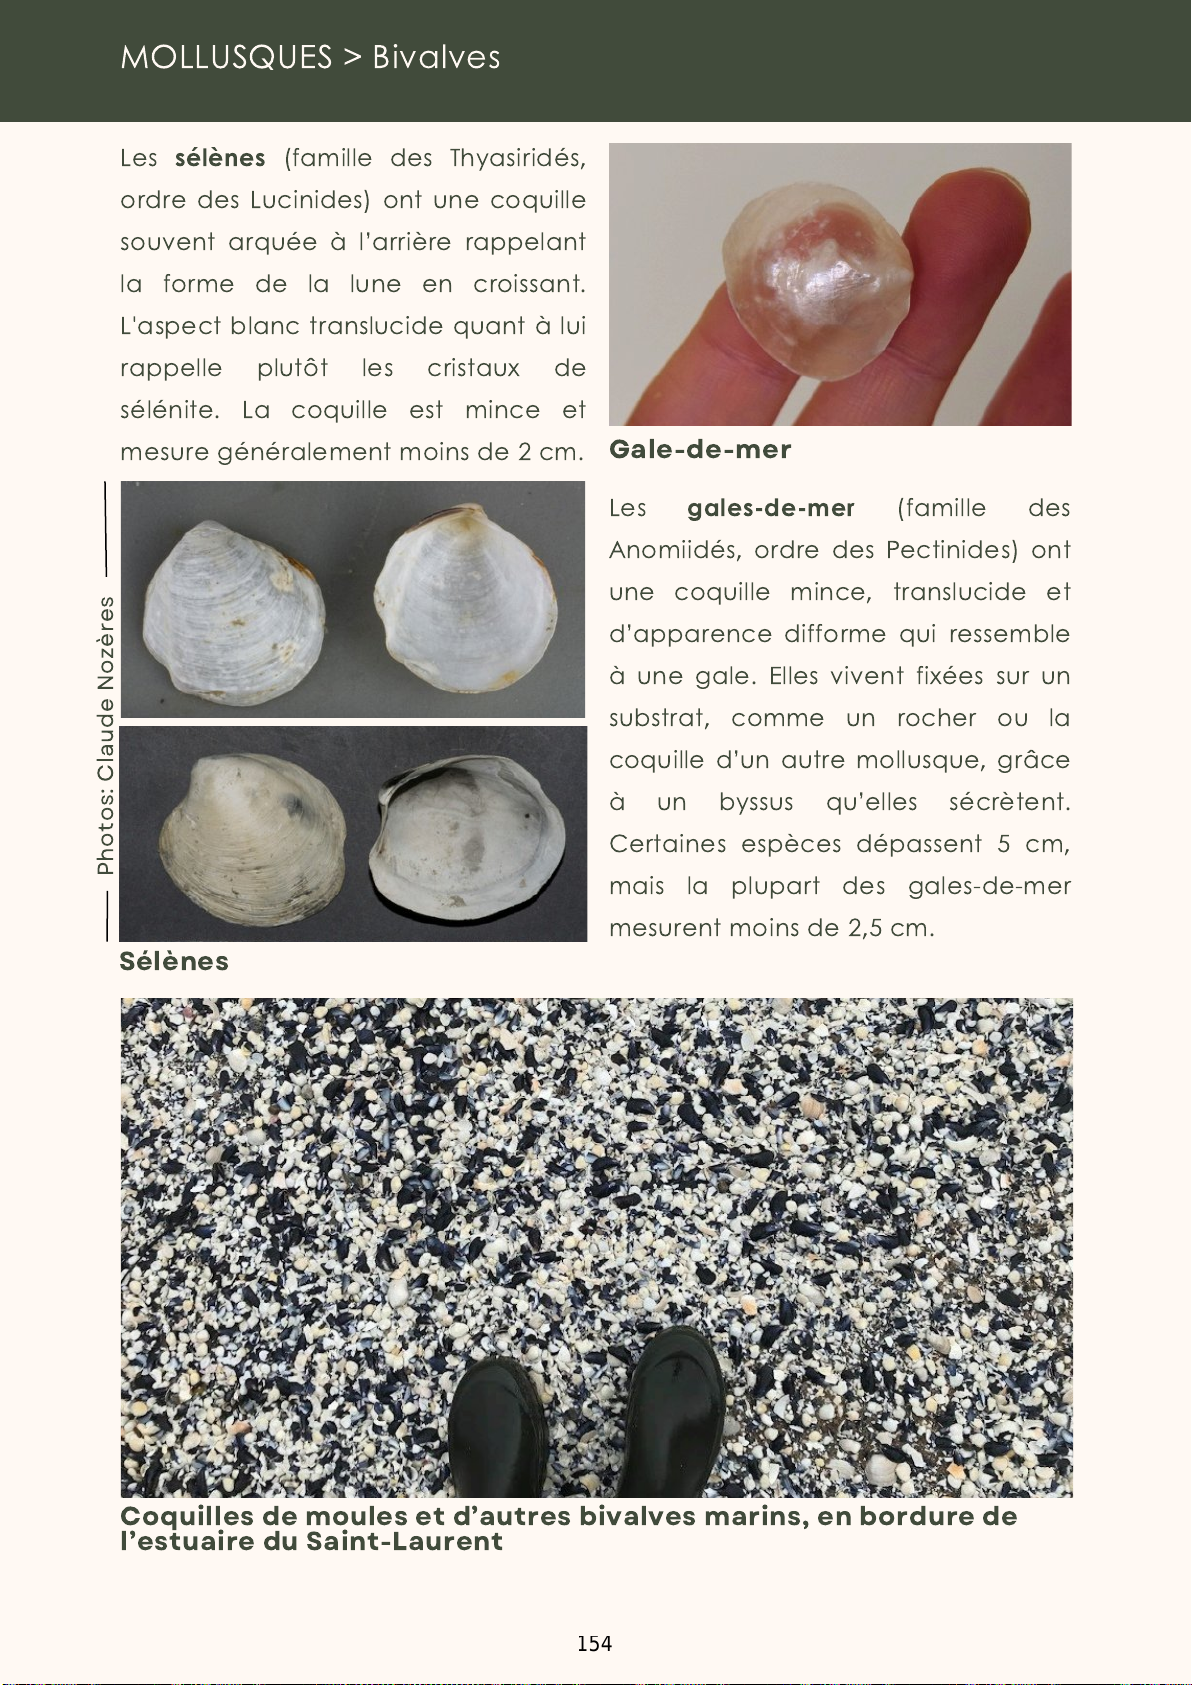 MOLLUSQUES > Bivalves
Les sélènes (famille des Thyasiridés,
ordre des Lucinides) ont une coquille
souvent arquée à l’arrière rappelant
la forme de la lune en croissant.
L'aspect blanc translucide quant à lui
rappelle plutôt les cristaux de
sélénite. La coquille est mince et
mesure généralement moins de 2 cm.
Photos: Claude Nozères
Sélènes
Gale-de-mer
Les gales-de-mer (famille des
Anomiidés, ordre des Pectinides) ont
une coquille mince, translucide et
d’apparence difforme qui ressemble
à une gale. Elles vivent fixées sur un
substrat, comme un rocher ou la
coquille d’un autre mollusque, grâce
à un byssus qu’elles sécrètent.
Certaines espèces dépassent 5 cm,
mais la plupart des gales-de-mer
mesurent moins de 2,5 cm.
Coquilles de moules et d’autres bivalves marins, en bordure de
l’estuaire du Saint-Laurent
154